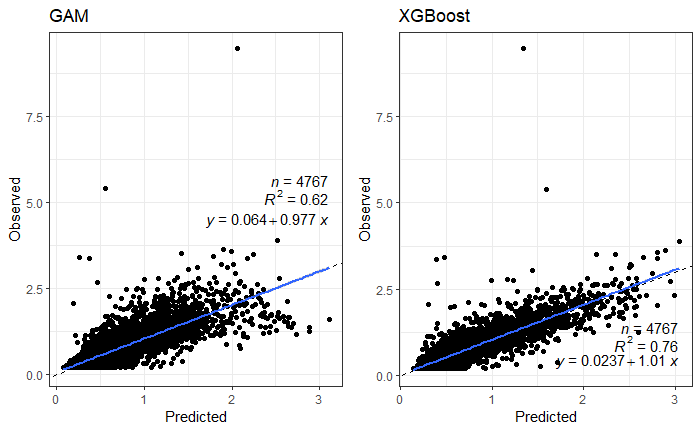 GAM
7.5
5.0
2.5
0.0
Observed
n = 4767
R² = 0.62
y = 0.064+0.977 x
0
1
2
3
Predicted
XGBoost
7.5
5.0
2.5
0.0
Observed
n = 4767
R² = 0.76
y = 0.0237+1.01 x
0
1
2
3
Predicted